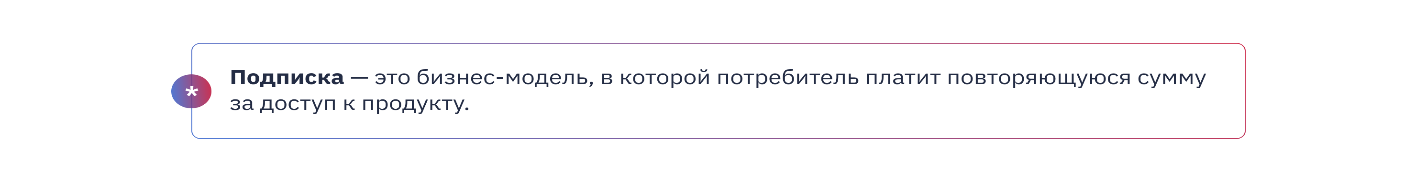 *
Подписка — это бизнес-модель, в которой потребитель платит повторяющуюся сумму
за доступ к продукту.